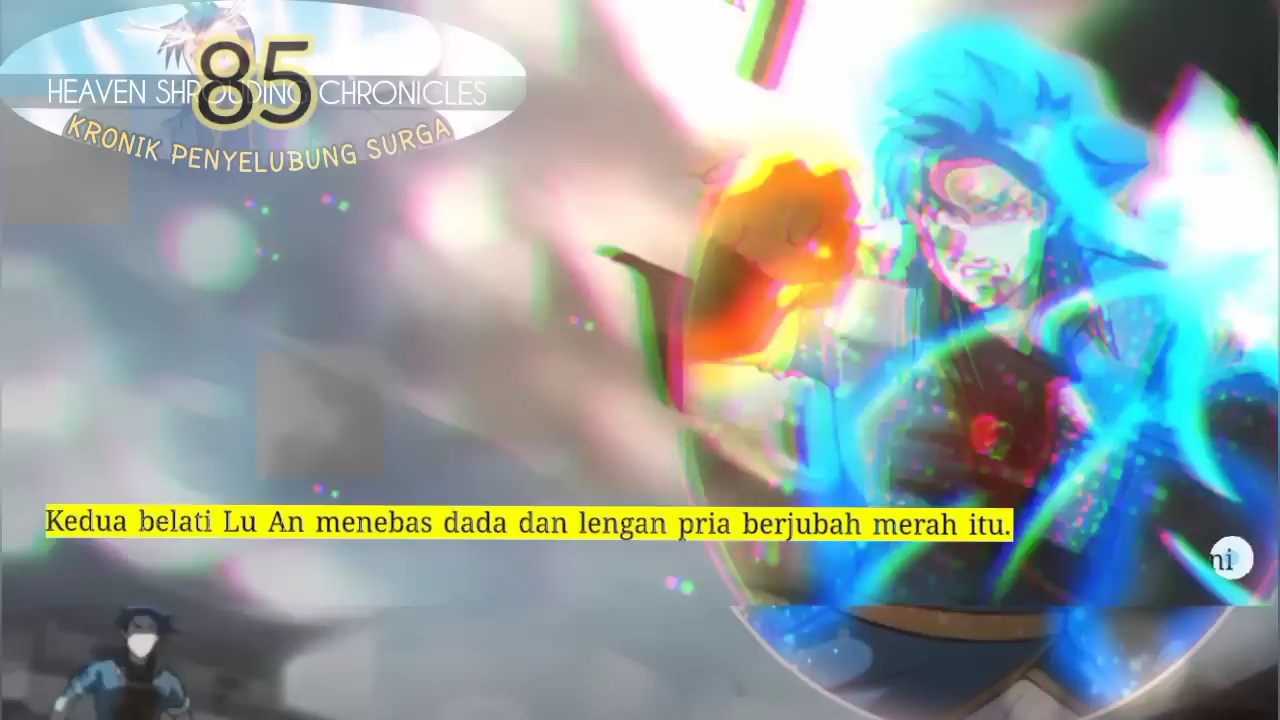 85
HEAVEN SHROUDING CHRONICLES
KRONIK PENYELUBUNG SURGA
Kedua belati Lu An menebas dada dan lengan pria berjubah merah itu.
ni